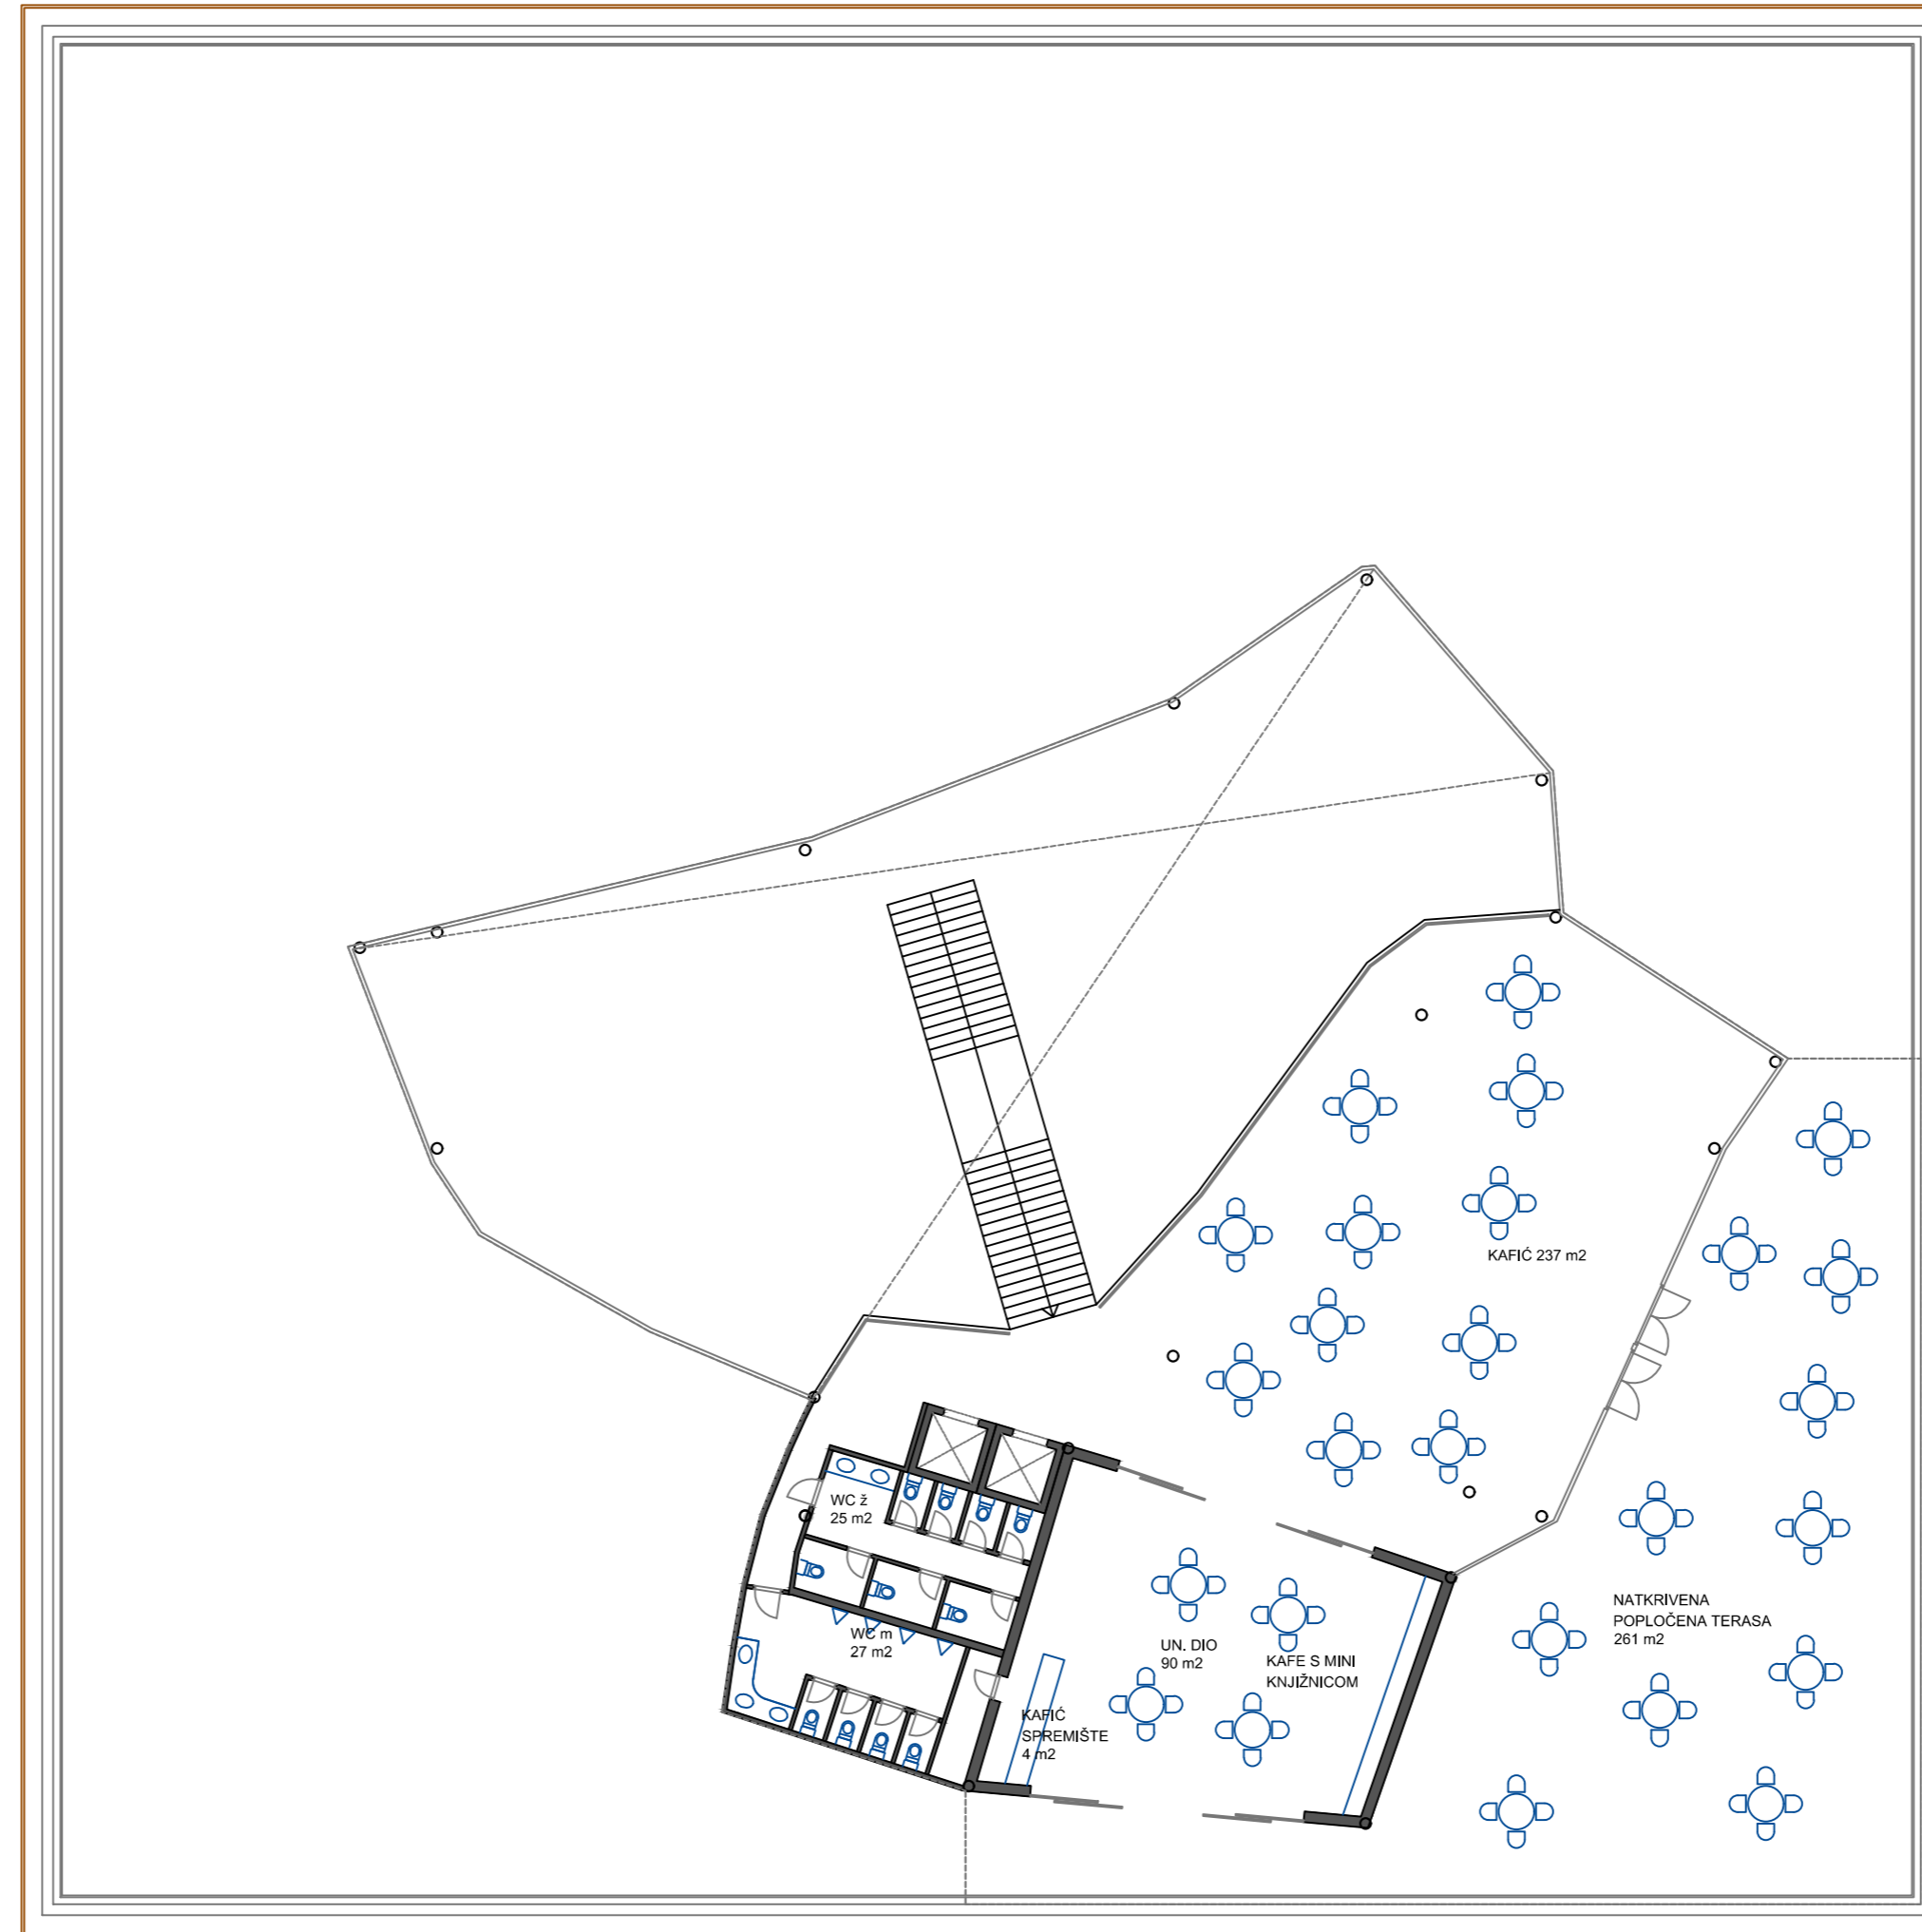 KAFIĆ 237 m2
WC ž
25 m2
NATKRIVENA
POPLOČENA TERASA
261 m2
WC m
27 m2
UN. DIO
90 m2
KAFE S MINI
KNJIŽNICOM
KAFIĆ
SPREMIŠTE
4 m2